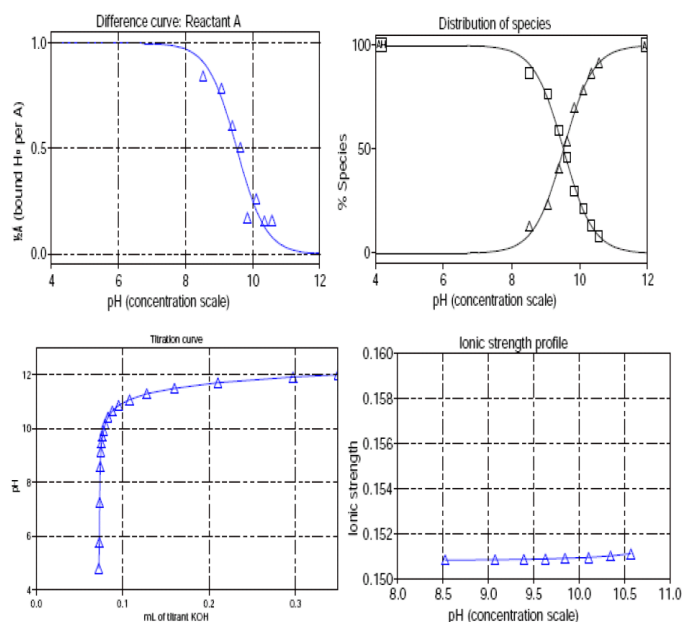 Difference curve: Reactant A
1.0
0.5
0.0
4 6 8 10 12
pH (concentration scale)
(bound H per A)
Distribution of species
100
50
0
AH
A
4 6 8 10 12
pH (concentration scale)
% Species
Titration curve
12
10
8
6
4
0.0 0.1 0.2 0.3
mL of titrant KOH
pH
Ionic strength profile
0.160
0.158
0.156
0.154
0.152
0.150
8.0 8.5 9.0 9.5 10.0 10.5 11.0
pH (concentration scale)
Ionic strength